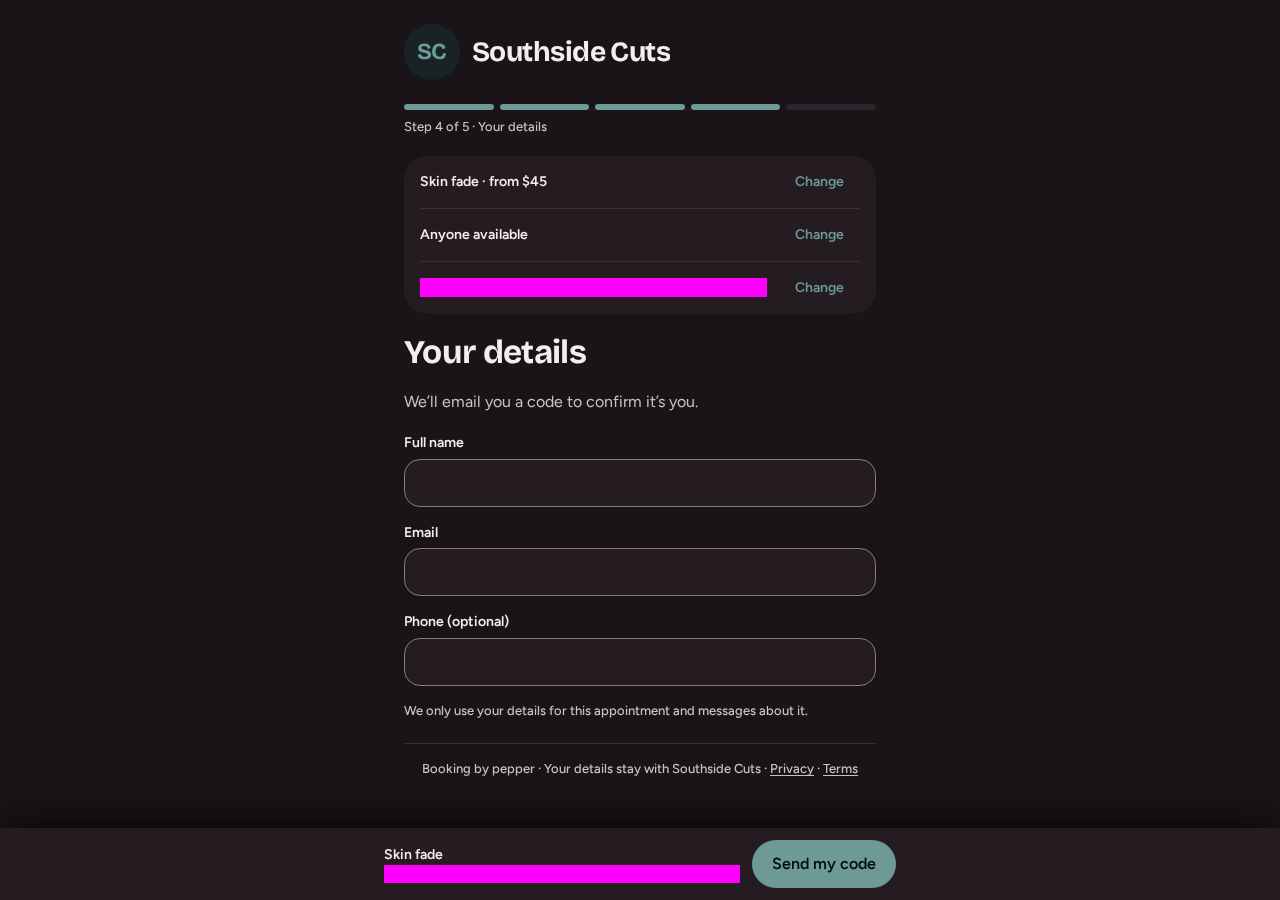 SC
Southside Cuts
Step 4 of 5 · Your details
Skin fade · from $45
Change
Anyone available
Change
Change
Your details
We’ll email you a code to confirm it’s you.
Full name
Email
Phone (optional)
We only use your details for this appointment and messages about it.
Booking by pepper · Your details stay with Southside Cuts · Privacy · Terms
Skin fade
Send my code